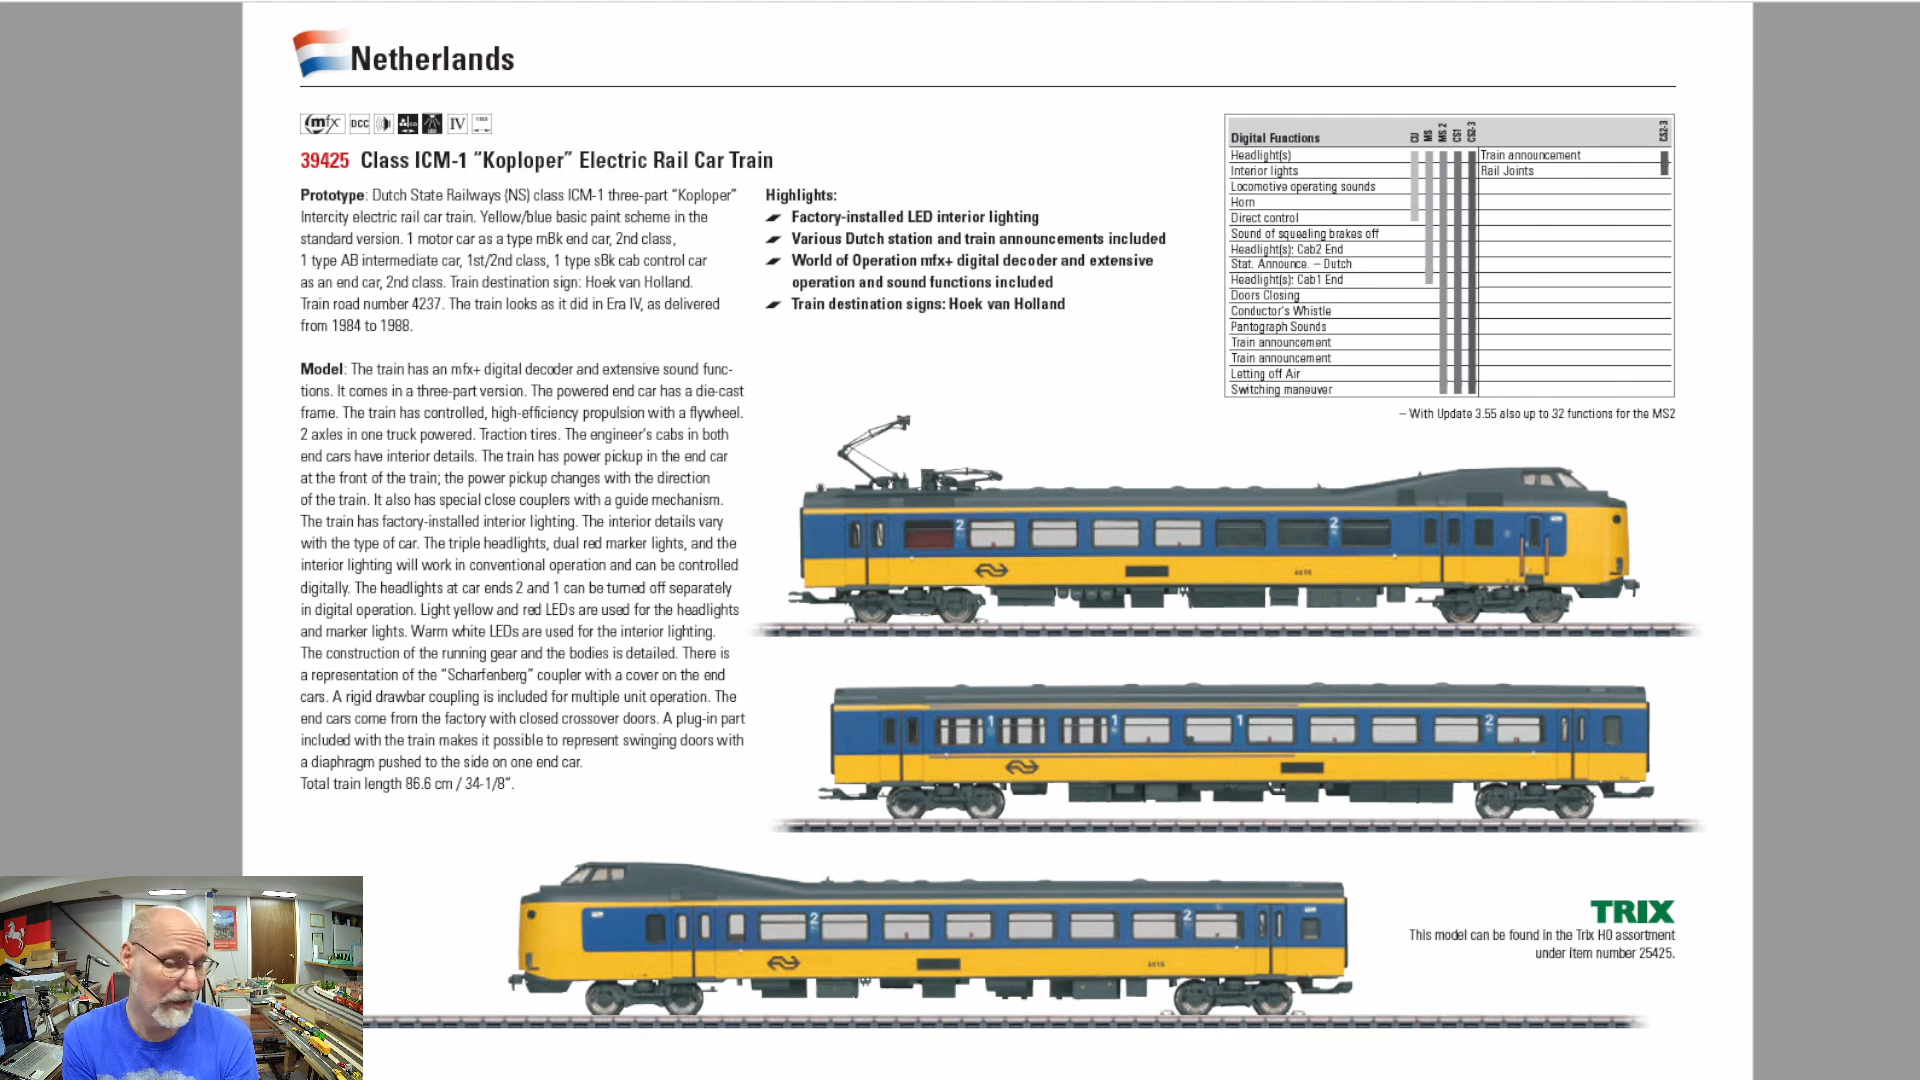 Netherlands
mfx DCC IV
39425 Class ICM-1 “Koploper” Electric Rail Car Train
Prototype: Dutch State Railways (NS) class ICM-1 three-part “Koploper”
Intercity electric rail car train. Yellow/blue basic paint scheme in the
standard version. 1 motor car as a type mBk end car, 2nd class,
1 type AB intermediate car, 1st/2nd class, 1 type sBk cab control car
as an end car, 2nd class. Train destination sign: Hoek van Holland.
Train road number 4237. The train looks as it did in Era IV, as delivered
from 1984 to 1988.
Model: The train has an mfx+ digital decoder and extensive sound func-
tions. It comes in a three-part version. The powered end car has a die-cast
frame. The train has controlled, high-efficiency propulsion with a flywheel.
2 axles in one truck powered. Traction tires. The engineer’s cabs in both
end cars have interior details. The train has power pickup in the end car
at the front of the train; the power pickup changes with the direction
of the train. It also has special close couplers with a guide mechanism.
The train has factory-installed interior lighting. The interior details vary
with the type of car. The triple headlights, dual red marker lights, and the
interior lighting will work in conventional operation and can be controlled
digitally. The headlights at car ends 2 and 1 can be turned off separately
in digital operation. Light yellow and red LEDs are used for the headlights
and marker lights. Warm white LEDs are used for the interior lighting.
The construction of the running gear and the bodies is detailed. There is
a representation of the “Scharfenberg” coupler with a cover on the end
cars. A rigid drawbar coupling is included for multiple unit operation. The
end cars come from the factory with closed crossover doors. A plug-in part
included with the train makes it possible to represent swinging doors with
a diaphragm pushed to the side on one end car.
Total train length 86.6 cm / 34-1/8”.
Highlights:
Factory-installed LED interior lighting
Various Dutch station and train announcements included
World of Operation mfx+ digital decoder and extensive
operation and sound functions included
Train destination signs: Hoek van Holland
Digital Functions CU MS MS 2 CS1 CS2-3 CS2-3
Headlight(s) Train announcement
Interior lights Rail Joints
Locomotive operating sounds
Horn
Direct control
Sound of squealing brakes off
Headlight(s): Cab2 End
Stat. Announce. – Dutch
Headlight(s): Cab1 End
Doors Closing
Conductor’s Whistle
Pantograph Sounds
Train announcement
Train announcement
Letting off Air
Switching maneuver
– With Update 3.55 also up to 32 functions for the MS2
2 2
1 1 1 2
2 2
TRIX
This model can be found in the Trix H0 assortment
under item number 25425.